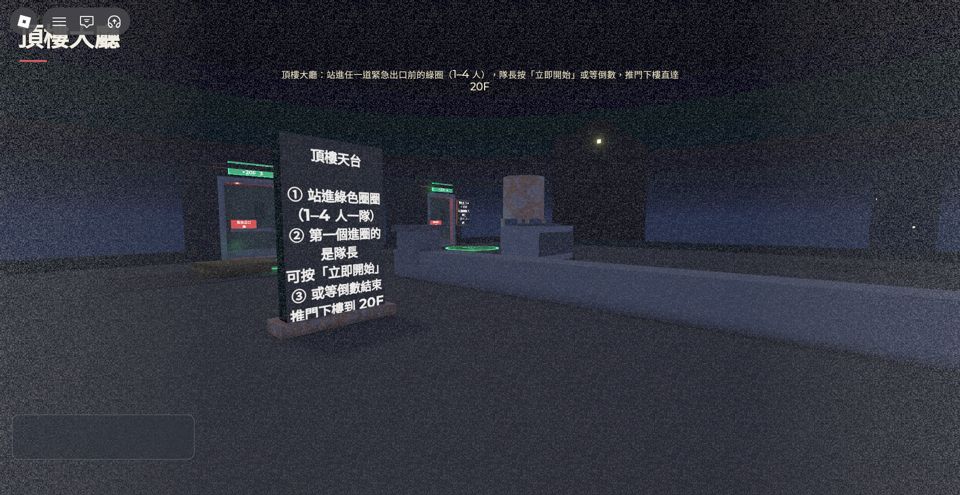 頂樓大廳
頂樓大廳：站進任一道緊急出口前的綠圈（1–4 人），隊長按「立即開始」或等倒數，推門下樓直達
20F
頂樓天台
① 站進綠色圈圈
（1–4 人一隊）
② 第一個進圈的
是隊長
可按「立即開始」
③ 或等倒數結束
推門下樓到 20F